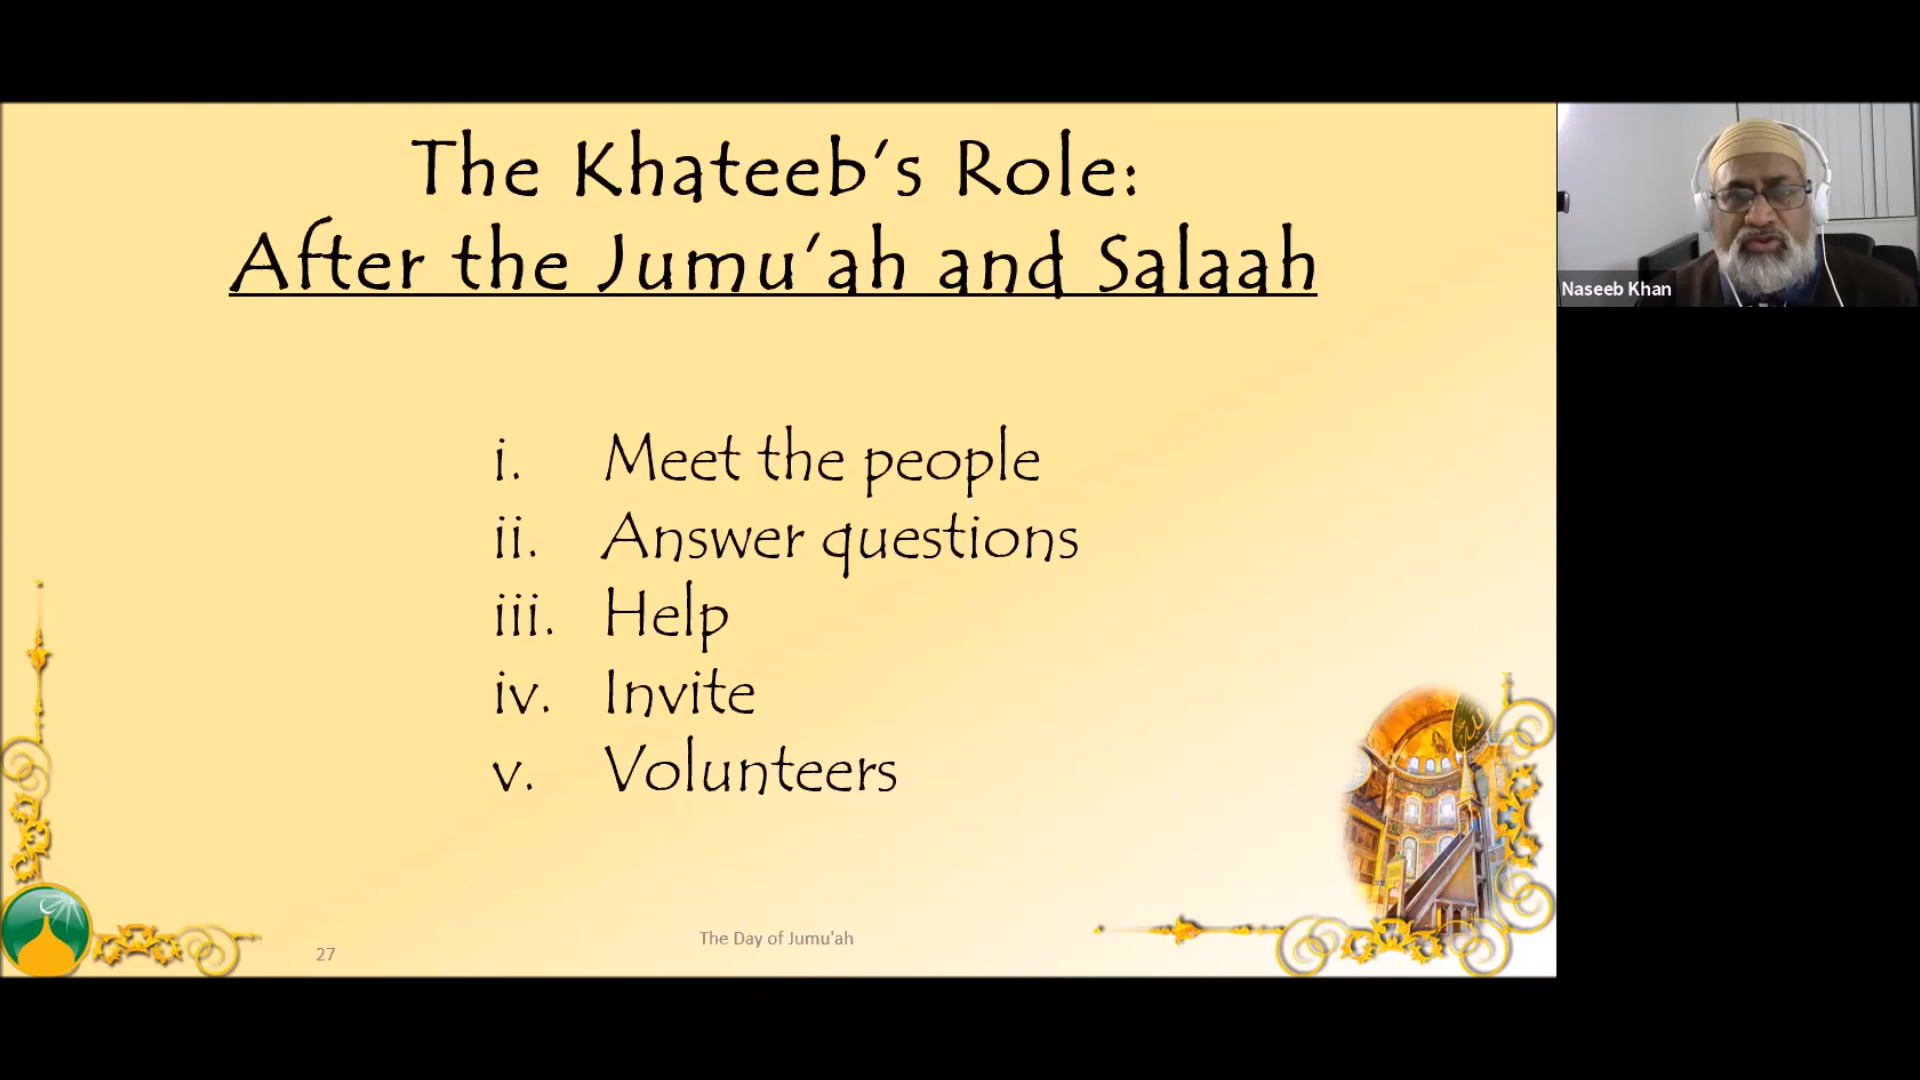 The Khateeb's Role:
After the Jumu'ah and Salaah
i. Meet the people
ii. Answer questions
iii. Help
iv. Invite
v. Volunteers
27
The Day of Jumu'ah
Naseeb Khan